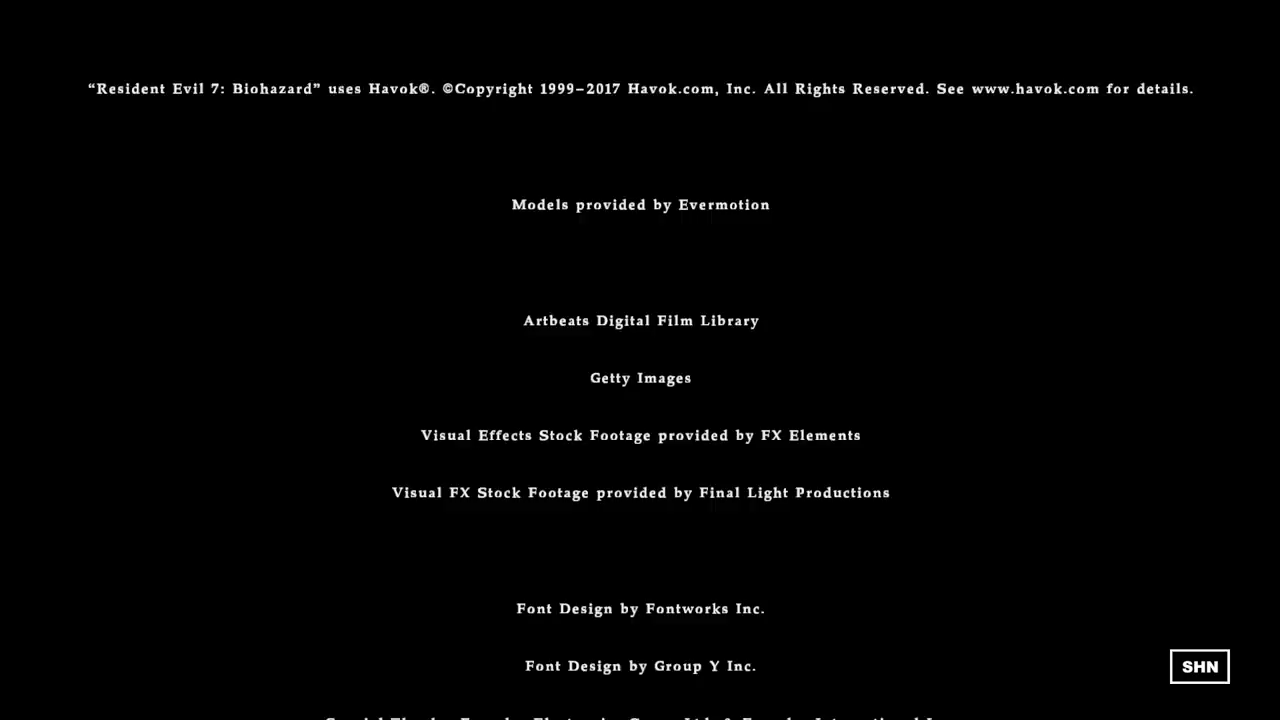 “Resident Evil 7: Biohazard” uses Havok®. ©Copyright 1999–2017 Havok.com, Inc. All Rights Reserved. See www.havok.com for details.
Models provided by Evermotion
Artbeats Digital Film Library
Getty Images
Visual Effects Stock Footage provided by FX Elements
Visual FX Stock Footage provided by Final Light Productions
Font Design by Fontworks Inc.
Font Design by Group Y Inc.
SHN